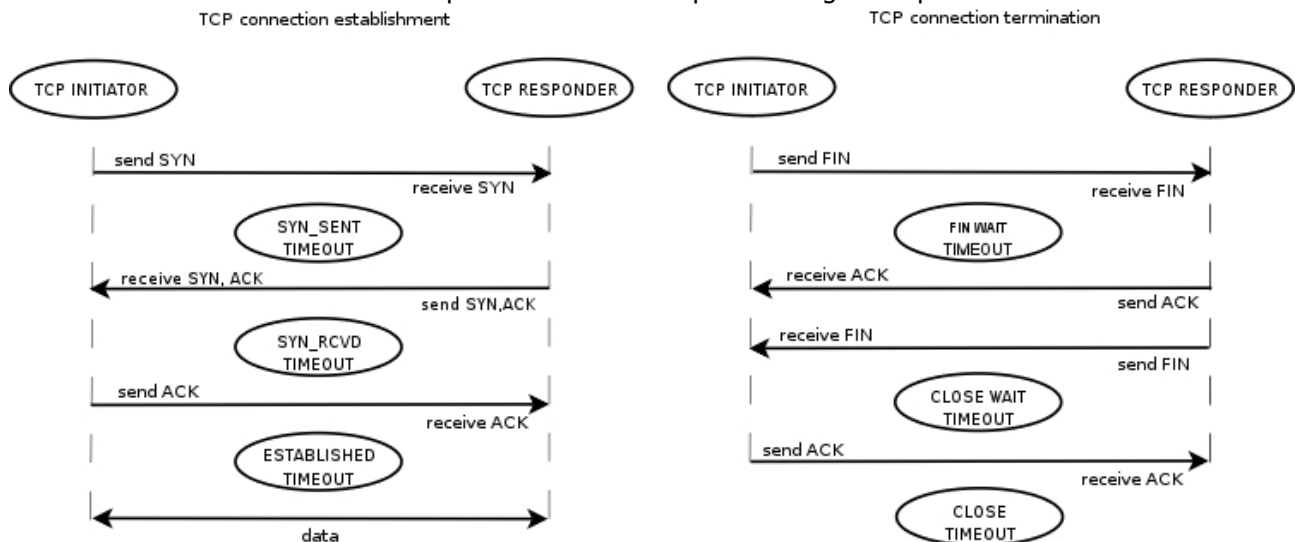 TCP connection establishment
TCP INITIATOR
TCP RESPONDER
send SYN
receive SYN
SYN_SENT
TIMEOUT
receive SYN, ACK
send SYN,ACK
SYN_RCVD
TIMEOUT
send ACK
receive ACK
ESTABLISHED
TIMEOUT
data
TCP connection termination
TCP INITIATOR
TCP RESPONDER
send FIN
receive FIN
FIN WAIT
TIMEOUT
receive ACK
send ACK
receive FIN
send FIN
CLOSE WAIT
TIMEOUT
send ACK
receive ACK
CLOSE
TIMEOUT